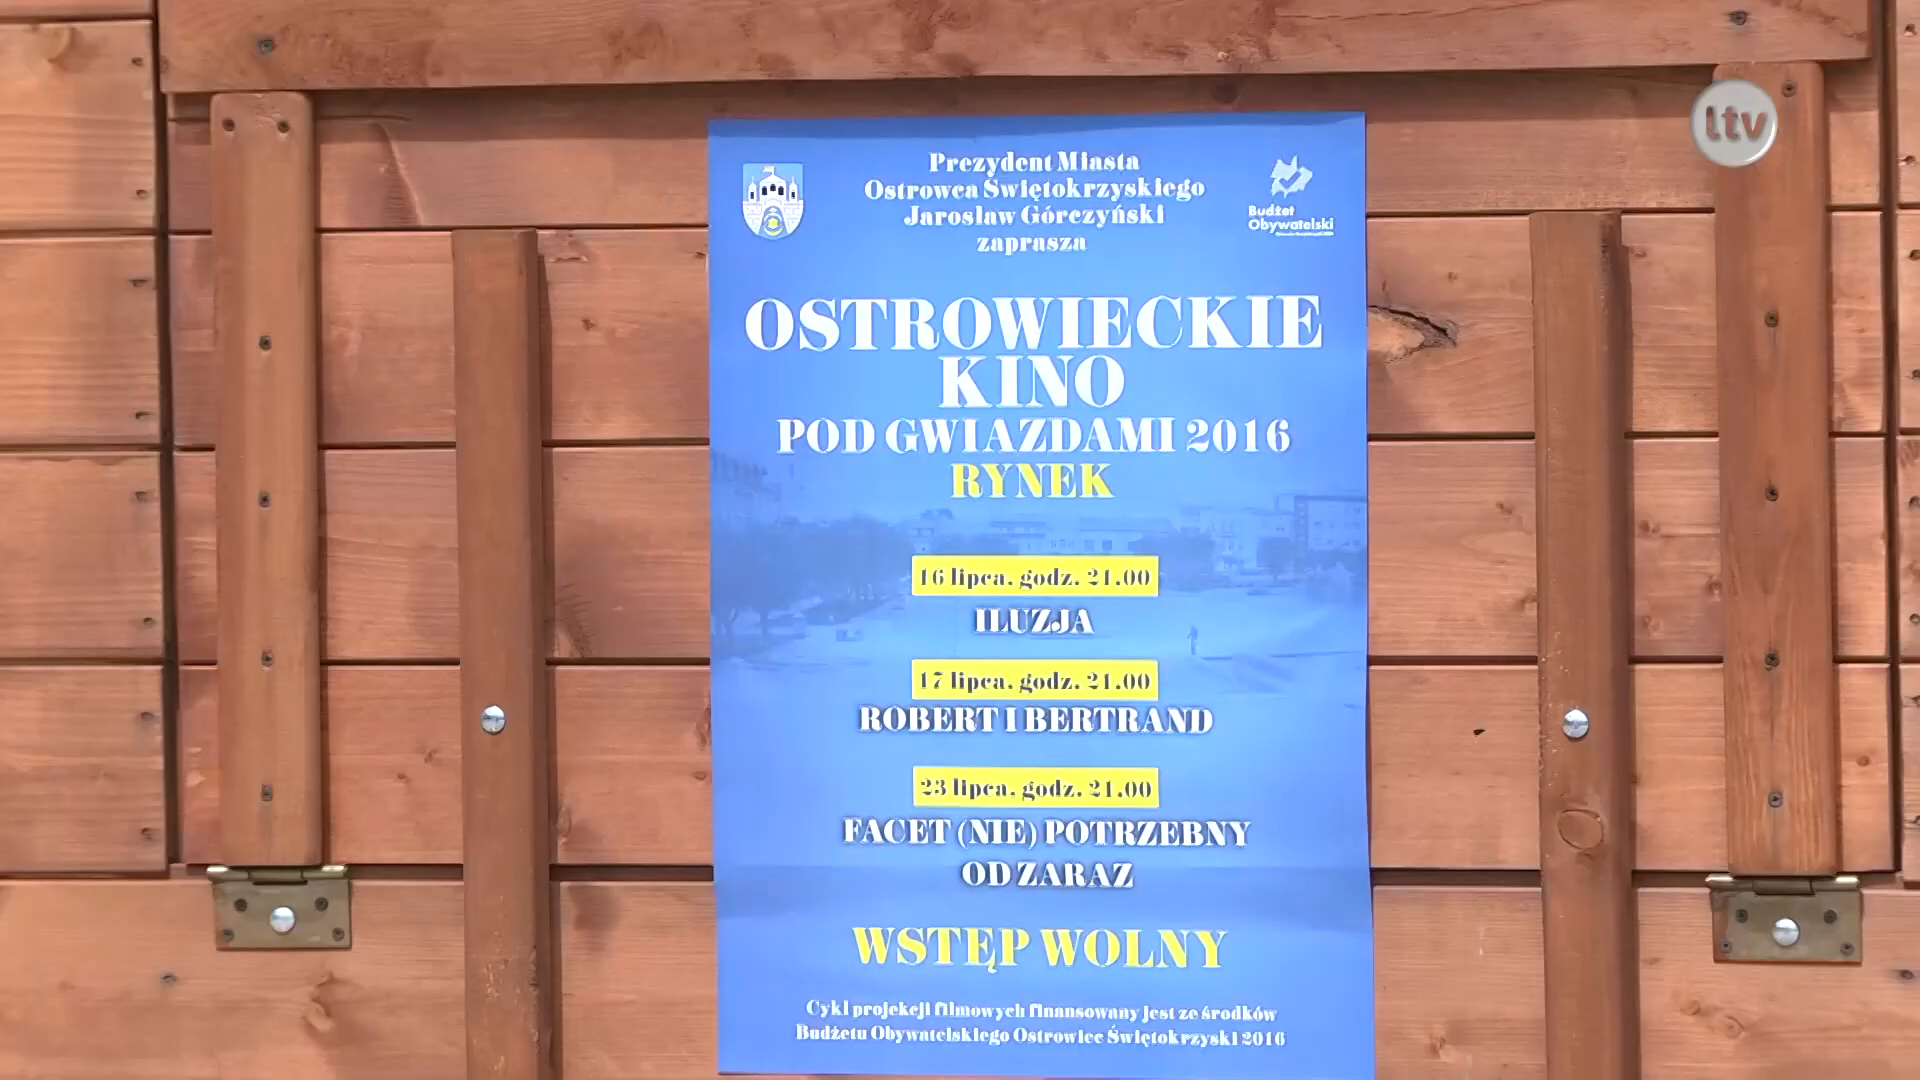 ltv
Prezydent Miasta
Ostrowca Świętokrzyskiego
Jarosław Górczyński
zaprasza
Budżet
Obywatelski
OSTROWIECKIE
KINO
POD GWIAZDAMI 2016
RYNEK
16 lipca, godz. 21.00
ILUZJA
17 lipca, godz. 21.00
ROBERT I BERTRAND
23 lipca, godz. 21.00
FACET (NIE) POTRZEBNY
OD ZARAZ
WSTĘP WOLNY
Cykl projekcji filmowych finansowany jest ze środków
Budżetu Obywatelskiego Ostrowiec Świętokrzyski 2016